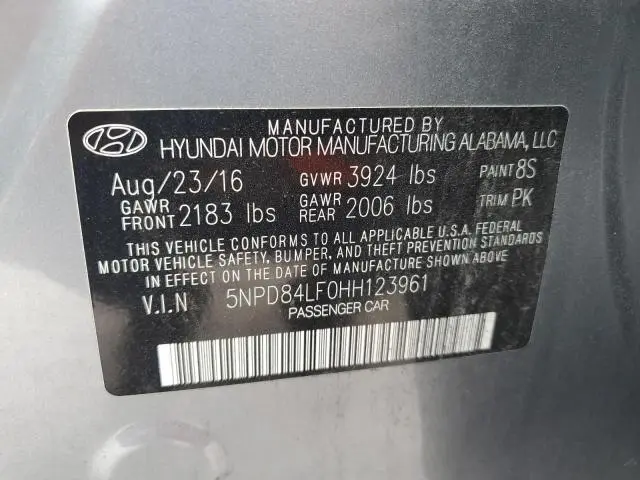 MANUFACTURED BY
HYUNDAI MOTOR MANUFACTURING ALABAMA, LLC
Aug/23/16 GVWR 3924 lbs PAINT 8S
GAWR FRONT 2183 lbs GAWR REAR 2006 lbs TRIM PK
THIS VEHICLE CONFORMS TO ALL APPLICABLE U.S.A. FEDERAL
MOTOR VEHICLE SAFETY, BUMPER, AND THEFT PREVENTION STANDARDS
IN EFFECT ON THE DATE OF MANUFACTURE SHOWN ABOVE.
V.I.N 5NPD84LF0HH123961
PASSENGER CAR